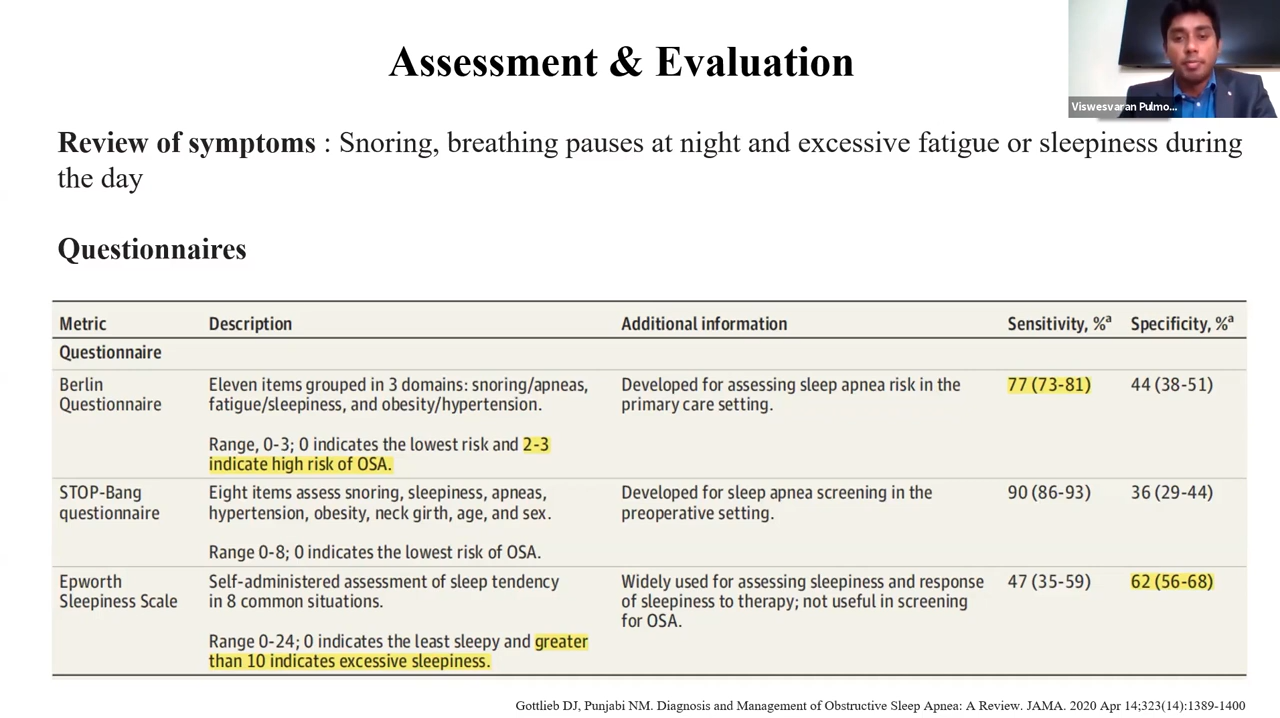 Assessment & Evaluation
Viswesvaran Pulmo...
Review of symptoms : Snoring, breathing pauses at night and excessive fatigue or sleepiness during
the day
Questionnaires
Metric Description Additional information Sensitivity, %a Specificity, %a
Questionnaire
Berlin Eleven items grouped in 3 domains: snoring/apneas, Developed for assessing sleep apnea risk in the 77 (73-81) 44 (38-51)
Questionnaire fatigue/sleepiness, and obesity/hypertension. primary care setting.
Range, 0-3; 0 indicates the lowest risk and 2-3
indicate high risk of OSA.
STOP-Bang Eight items assess snoring, sleepiness, apneas, Developed for sleep apnea screening in the 90 (86-93) 36 (29-44)
questionnaire hypertension, obesity, neck girth, age, and sex. preoperative setting.
Range 0-8; 0 indicates the lowest risk of OSA.
Epworth Self-administered assessment of sleep tendency Widely used for assessing sleepiness and response 47 (35-59) 62 (56-68)
Sleepiness Scale in 8 common situations. of sleepiness to therapy; not useful in screening
for OSA.
Range 0-24; 0 indicates the least sleepy and greater
than 10 indicates excessive sleepiness.
Gottlieb DJ, Punjabi NM. Diagnosis and Management of Obstructive Sleep Apnea: A Review. JAMA. 2020 Apr 14;323(14):1389-1400